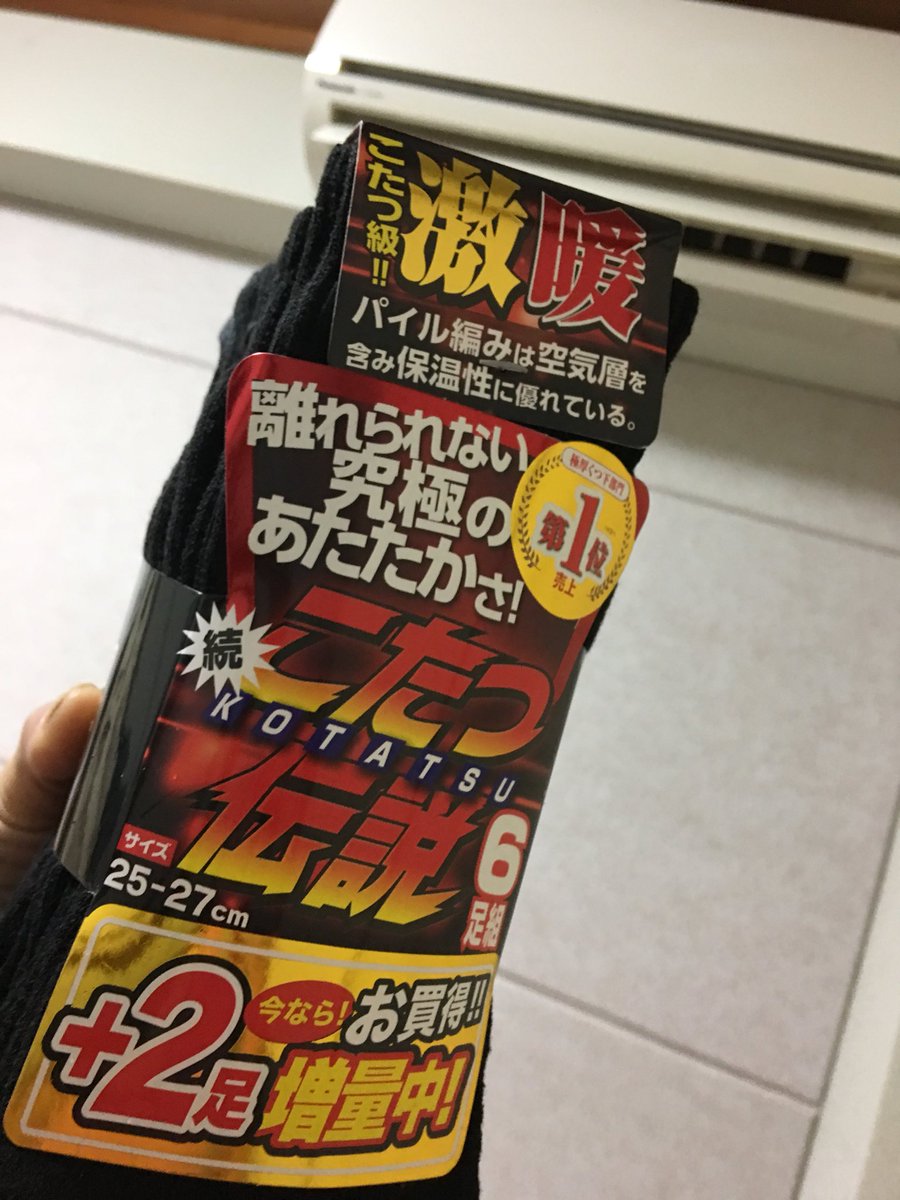 こたつ級!!
激暖
パイル編みは空気層を
含み保温性に優れている。
離れられない
究極の
あたたかさ!
極厚くつ下部門
第1位
売上
続
こたつ
KOTATSU
伝説
サイズ
25-27cm
6
足組
+2足
今なら!
お買得!!
増量中!